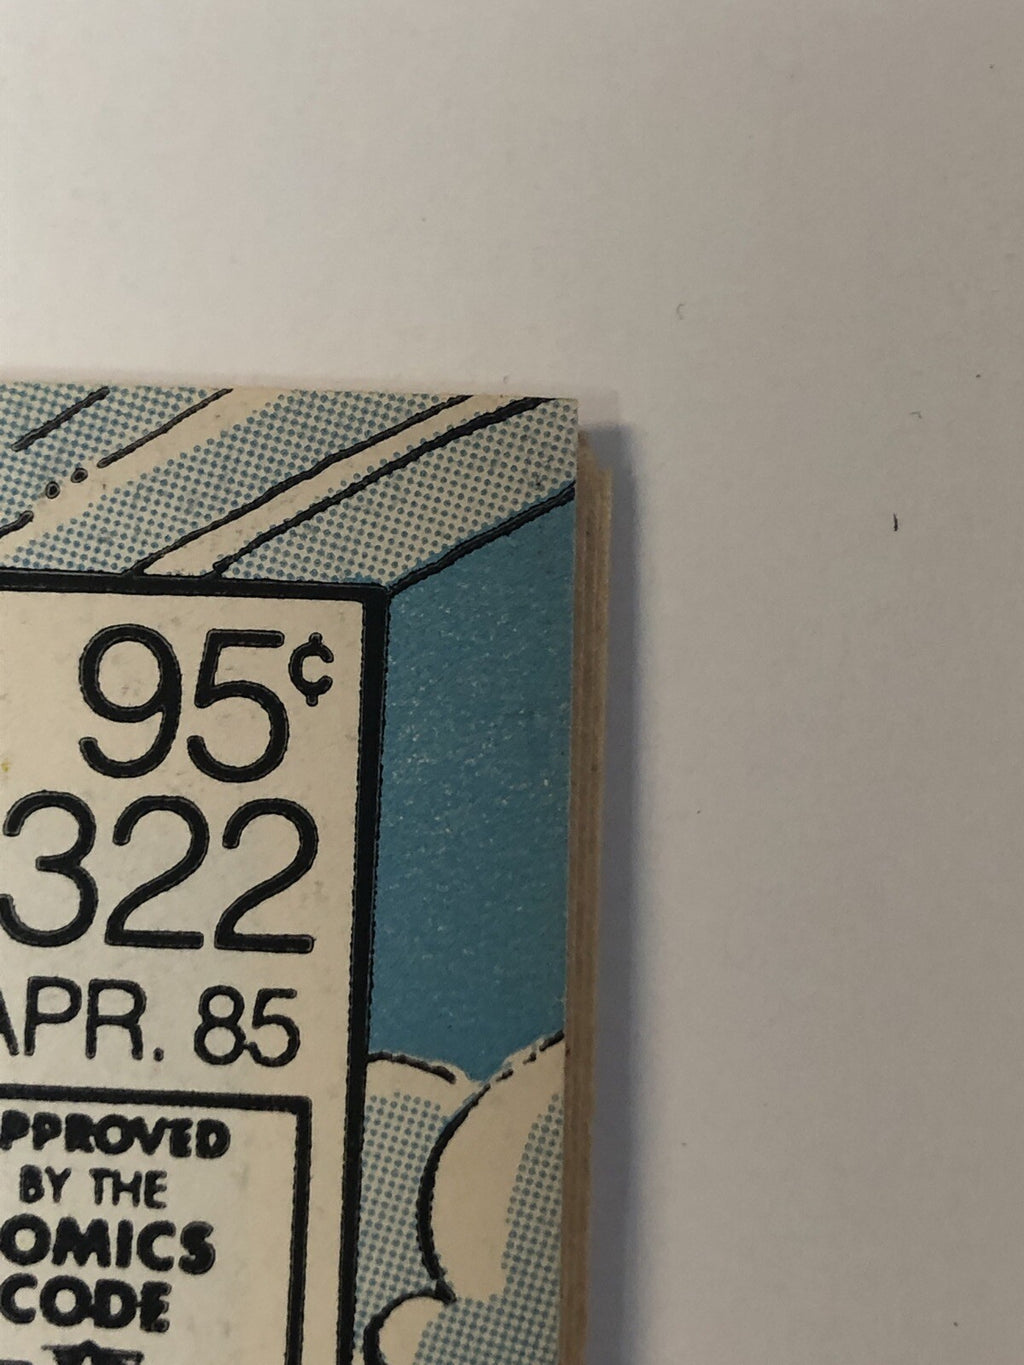 95¢
322
APR. 85
PPROVED
BY THE
OMICS
CODE